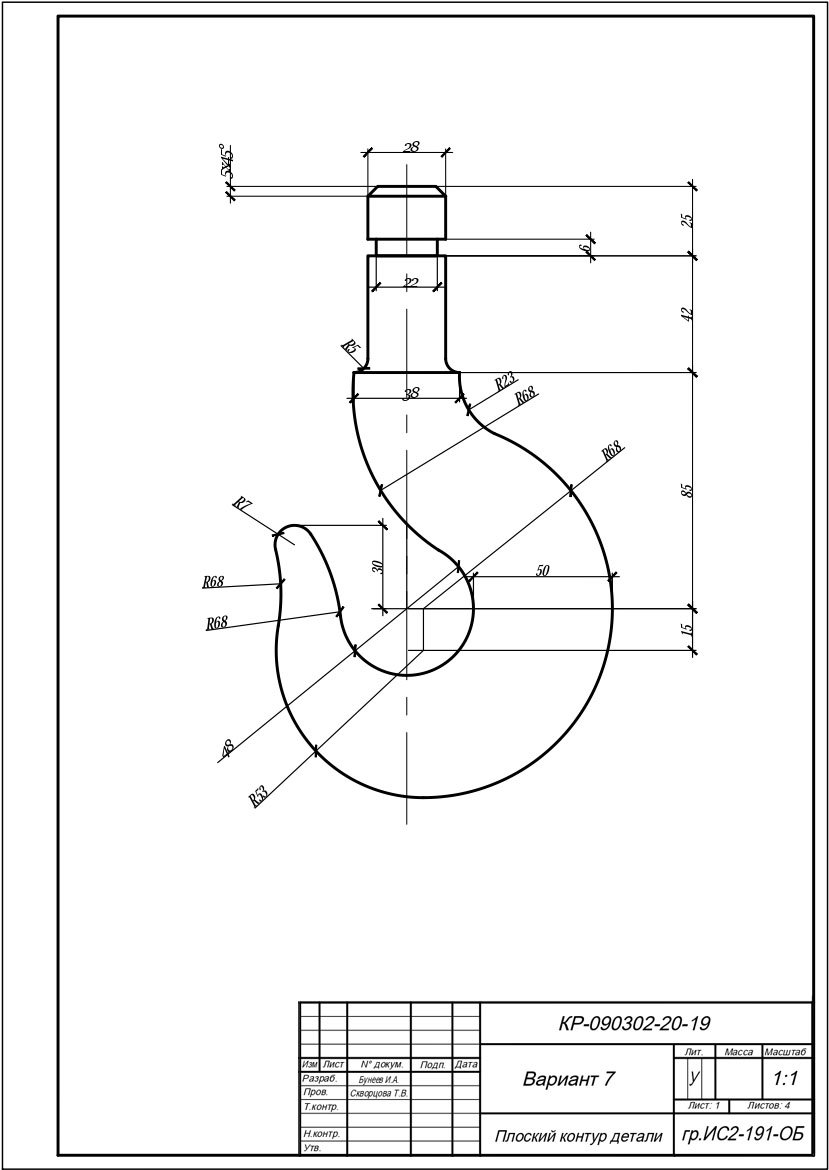 28
5x45°
25
6
22
42
R5
38
R23
R68
R68
85
R7
30
50
R68
R68
15
48
R53
КР-090302-20-19
Изм Лист N° докум. Подп. Дата
Разраб. Бунеев И.А.
Пров. Скворцова Т.В.
Т.контр.
Н.контр.
Утв.
Вариант 7
Плоский контур детали
Лит. Масса Масштаб
у 1:1
Лист: 1 Листов: 4
гр.ИС2-191-ОБ